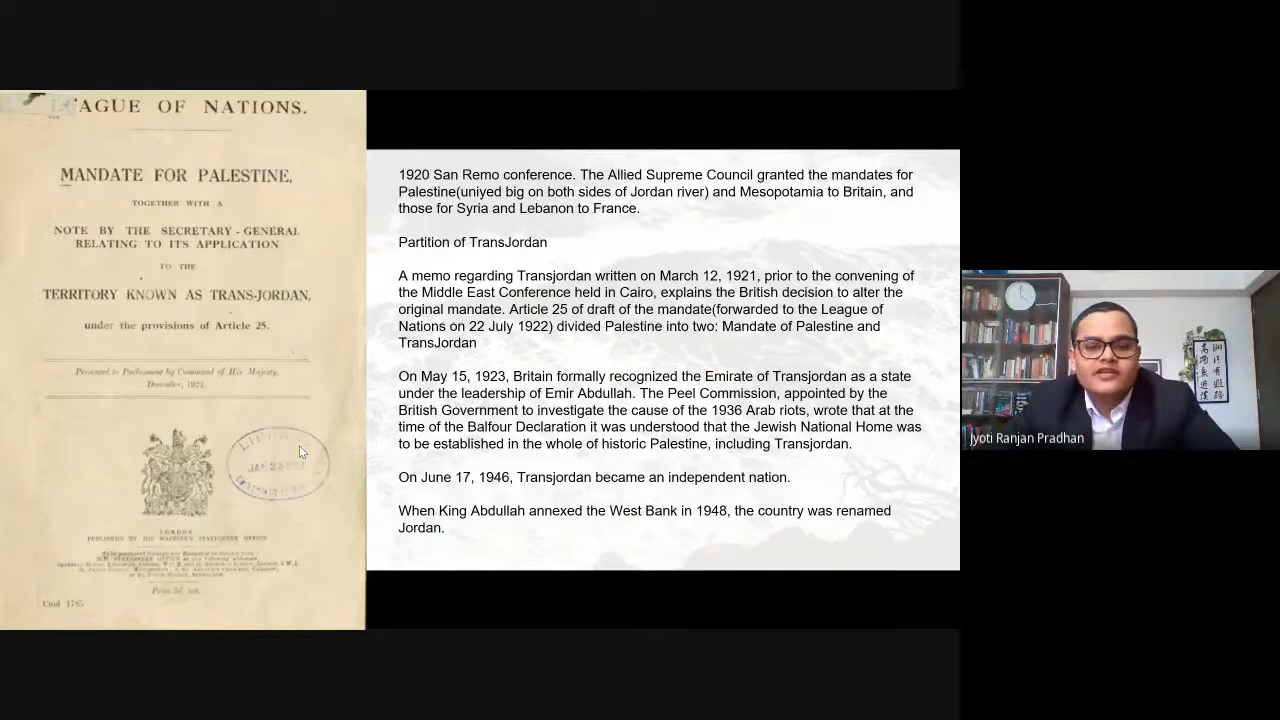 AGUE OF NATIONS.
MANDATE FOR PALESTINE,
TOGETHER WITH A
NOTE BY THE SECRETARY-GENERAL
RELATING TO ITS APPLICATION
TO THE
TERRITORY KNOWN AS TRANS-JORDAN,
under the provisions of Article 25.
Presented to Parliament by Command of His Majesty,
December, 1922.
LONDON
PUBLISHED BY HIS MAJESTY'S STATIONERY OFFICE
Cmd 1785
1920 San Remo conference. The Allied Supreme Council granted the mandates for
Palestine(uniyed big on both sides of Jordan river) and Mesopotamia to Britain, and
those for Syria and Lebanon to France.
Partition of TransJordan
A memo regarding Transjordan written on March 12, 1921, prior to the convening of
the Middle East Conference held in Cairo, explains the British decision to alter the
original mandate. Article 25 of draft of the mandate(forwarded to the League of
Nations on 22 July 1922) divided Palestine into two: Mandate of Palestine and
TransJordan
On May 15, 1923, Britain formally recognized the Emirate of Transjordan as a state
under the leadership of Emir Abdullah. The Peel Commission, appointed by the
British Government to investigate the cause of the 1936 Arab riots, wrote that at the
time of the Balfour Declaration it was understood that the Jewish National Home was
to be established in the whole of historic Palestine, including Transjordan.
On June 17, 1946, Transjordan became an independent nation.
When King Abdullah annexed the West Bank in 1948, the country was renamed
Jordan.
Jyoti Ranjan Pradhan